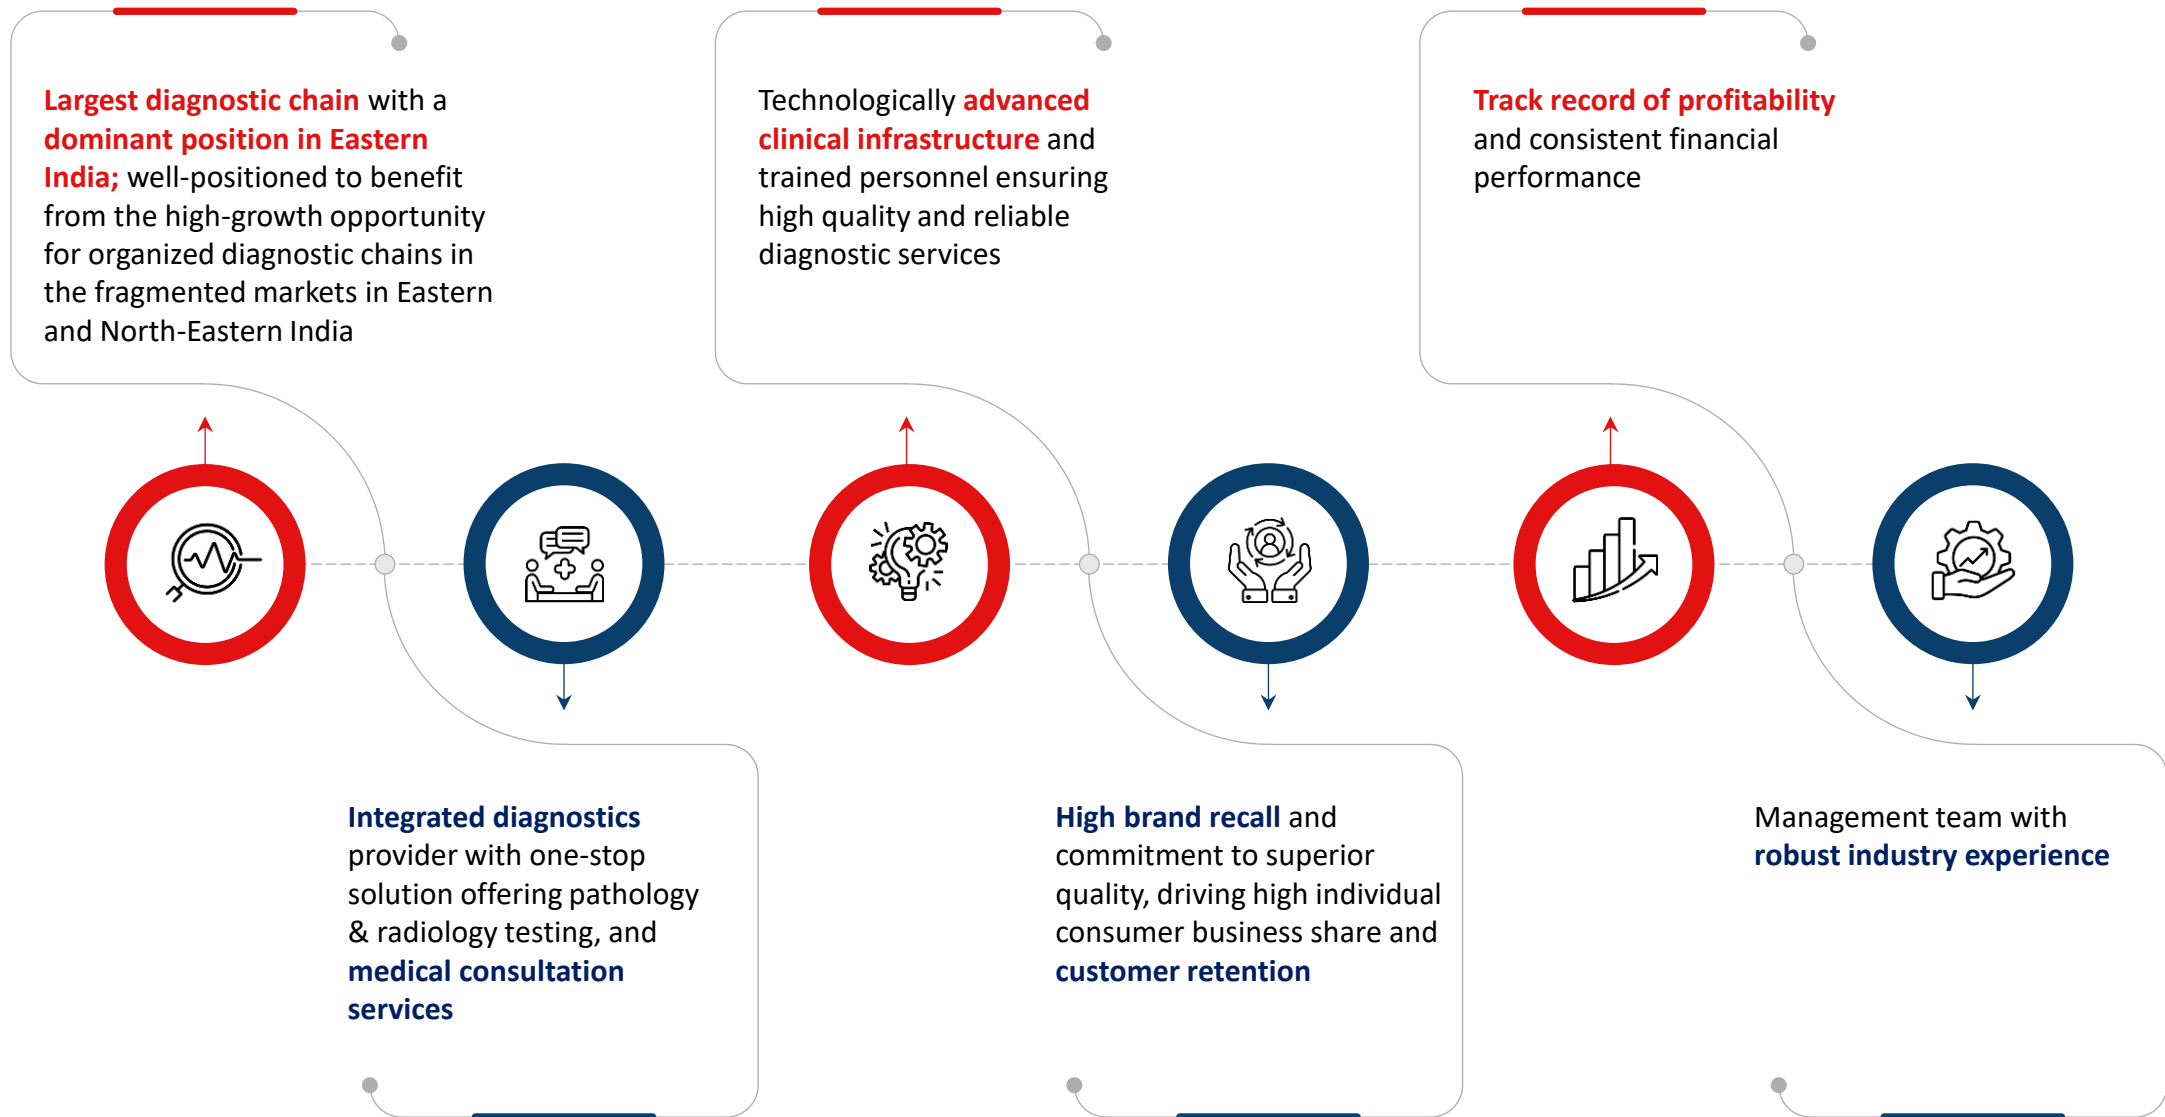 Largest diagnostic chain with a
dominant position in Eastern
India; well-positioned to benefit
from the high-growth opportunity
for organized diagnostic chains in
the fragmented markets in Eastern
and North-Eastern India
Technologically advanced
clinical infrastructure and
trained personnel ensuring
high quality and reliable
diagnostic services
Track record of profitability
and consistent financial
performance
Integrated diagnostics
provider with one-stop
solution offering pathology
& radiology testing, and
medical consultation
services
High brand recall and
commitment to superior
quality, driving high individual
consumer business share and
customer retention
Management team with
robust industry experience